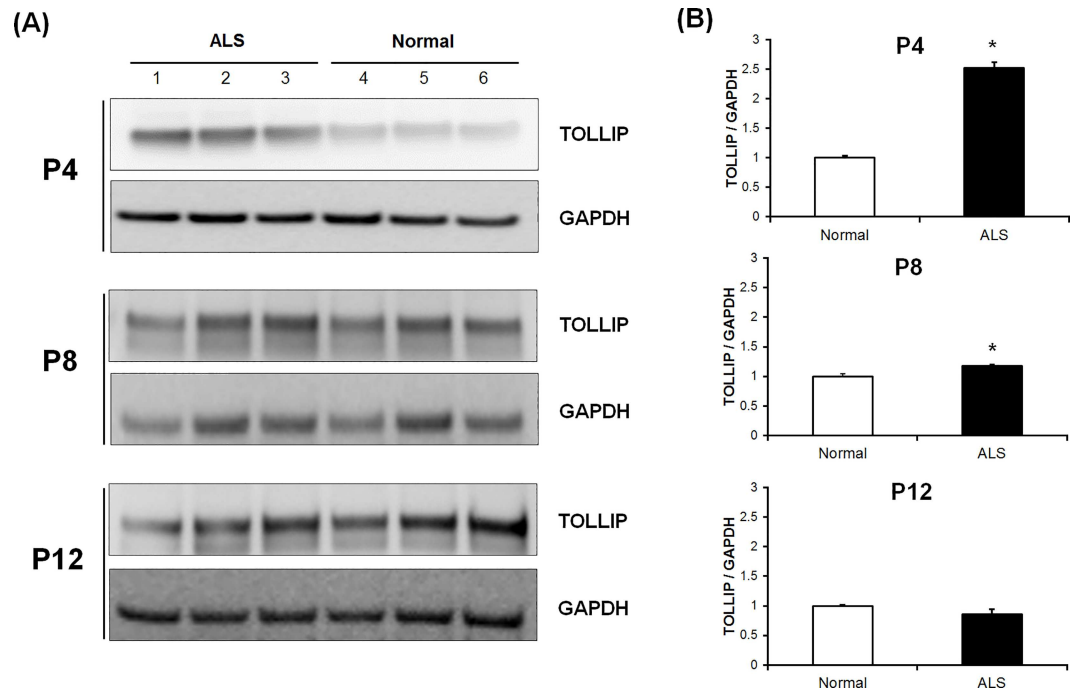 (A)
ALS Normal
1 2 3 4 5 6
P4
TOLLIP
GAPDH
P8
TOLLIP
GAPDH
P12
TOLLIP
GAPDH
(B)
P4
TOLLIP / GAPDH
3
2.5
2
1.5
1
0.5
0
*
Normal ALS
P8
TOLLIP / GAPDH
3
2.5
2
1.5
1
0.5
0
*
Normal ALS
P12
TOLLIP / GAPDH
3
2.5
2
1.5
1
0.5
0
Normal ALS